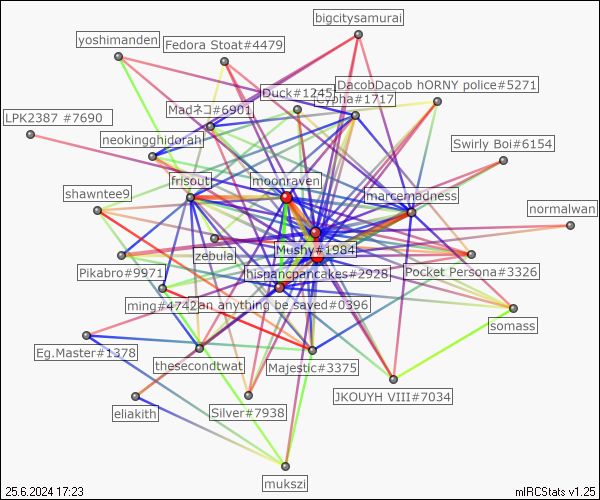 bigcitysamurai
yoshimanden
Fedora Stoat#4479
DacobDacob hORNY police#5271
Duck#1245
Cypha#1717
Madネコ#6901
LPK2387 #7690
neokingghidorah
Swirly Boi#6154
frisout
moonraven
marcemadness
shawntee9
normalwan
Mushy#1984
zebula
Pikabro#9971
hispancpancakes#2928
Pocket Persona#3326
ming#4742
an anything be saved#0396
somass
Eg.Master#1378
thesecondtwat
Majestic#3375
JKOUYH VIII#7034
eliakith
Silver#7938
mukszi
25.6.2024 17:23
mIRCStats v1.25